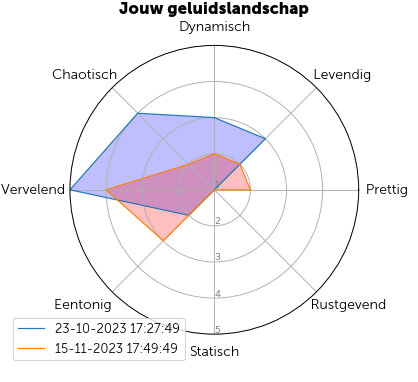 Jouw geluidslandschap
Dynamisch
Chaotisch
Levendig
Vervelend
Prettig
1
2
3
4
5
Eentonig
Rustgevend
Statisch
23-10-2023 17:27:49
15-11-2023 17:49:49